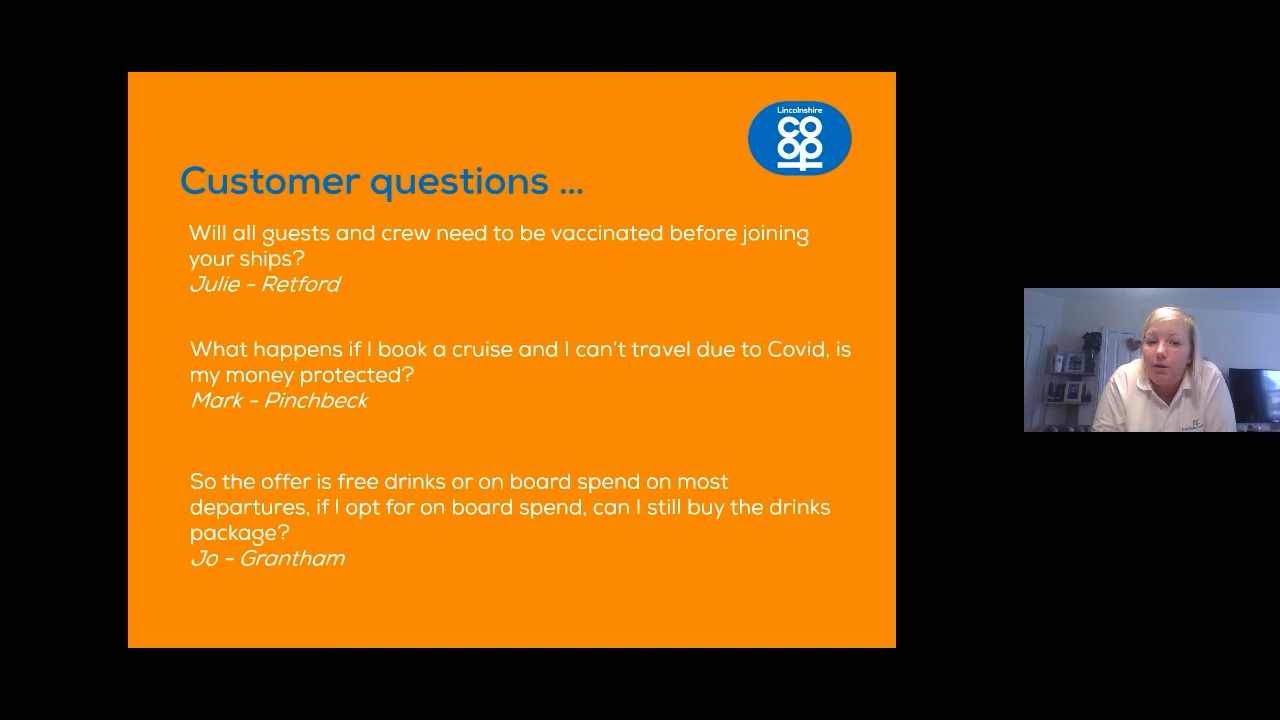 Lincolnshire
co
op
Customer questions ...
Will all guests and crew need to be vaccinated before joining
your ships?
Julie - Retford
What happens if I book a cruise and I can't travel due to Covid, is
my money protected?
Mark - Pinchbeck
So the offer is free drinks or on board spend on most
departures, if I opt for on board spend, can I still buy the drinks
package?
Jo - Grantham